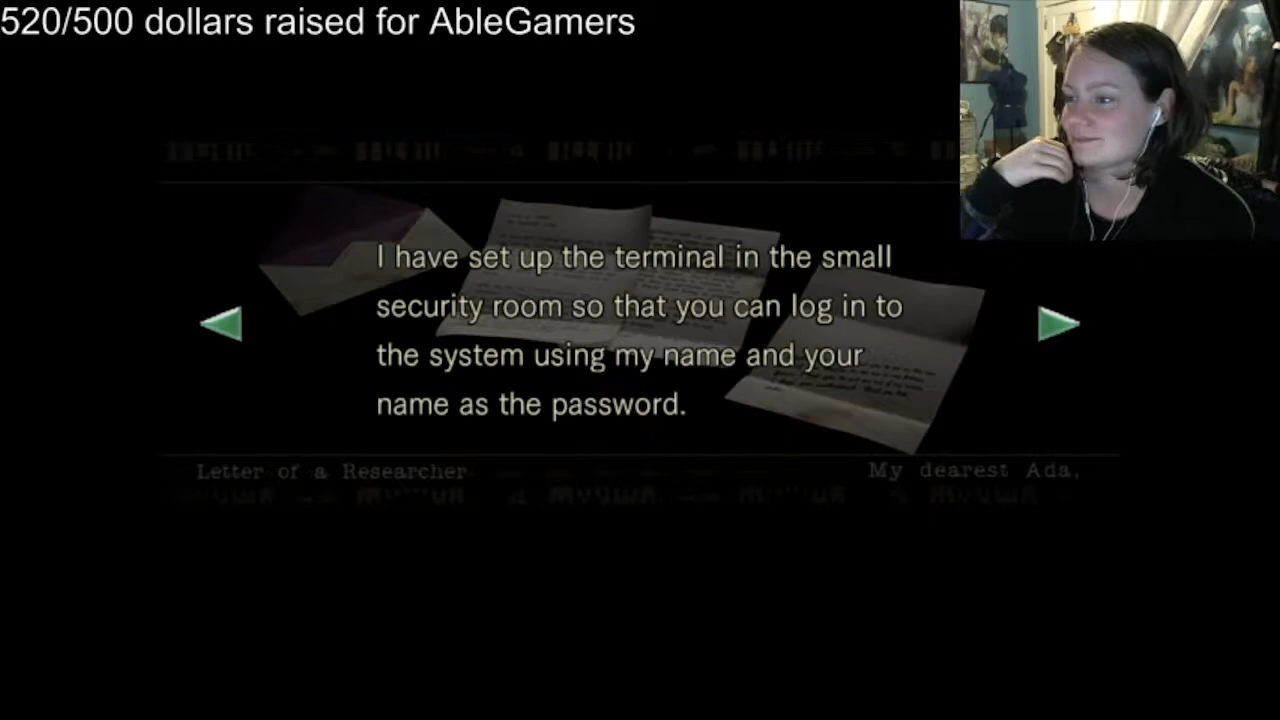 520/500 dollars raised for AbleGamers
I have set up the terminal in the small
security room so that you can log in to
the system using my name and your
name as the password.
Letter of a Researcher
My dearest Ada,